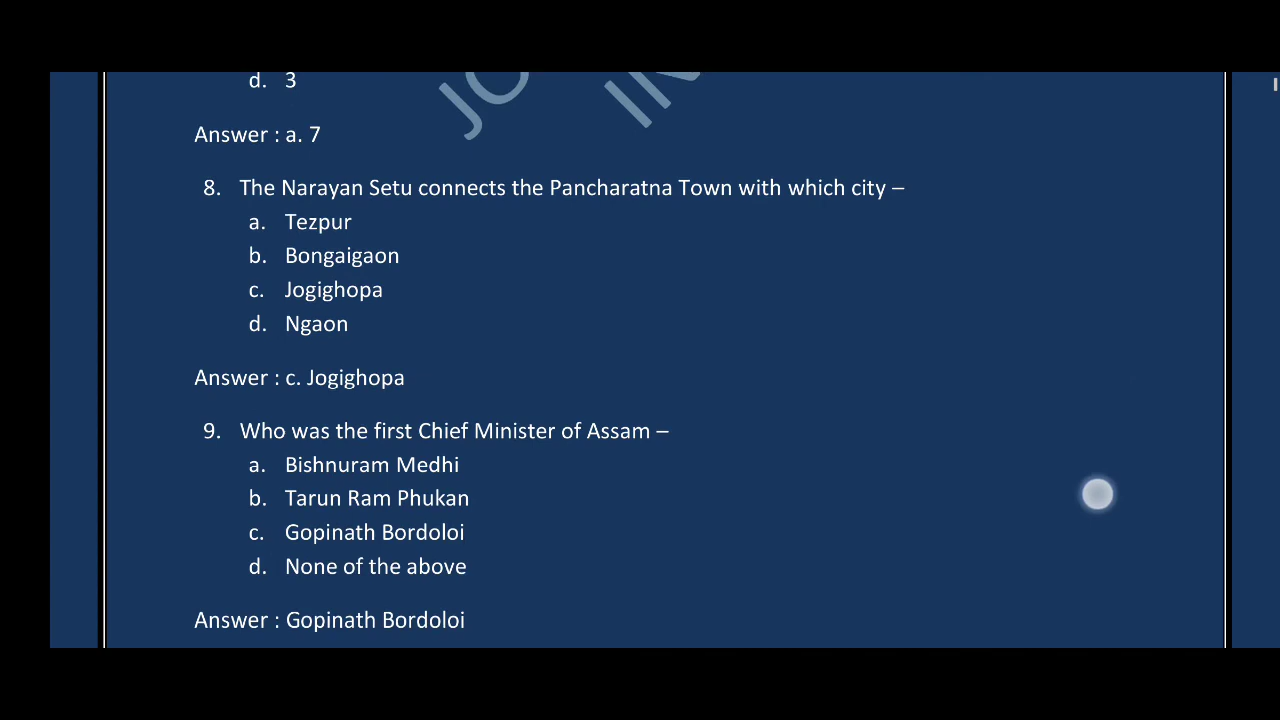 d. 3
Answer : a. 7
8. The Narayan Setu connects the Pancharatna Town with which city –
a. Tezpur
b. Bongaigaon
c. Jogighopa
d. Ngaon
Answer : c. Jogighopa
9. Who was the first Chief Minister of Assam –
a. Bishnuram Medhi
b. Tarun Ram Phukan
c. Gopinath Bordoloi
d. None of the above
Answer : Gopinath Bordoloi